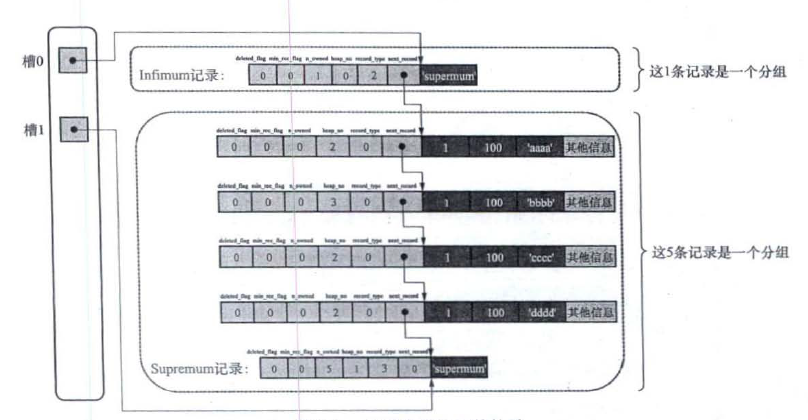 槽0
deleted_flag min_rec_flag n_owned heap_no record_type next_record
Infimum记录： 0 0 1 0 2 'supermum'
这1条记录是一个分组
槽1
deleted_flag min_rec_flag n_owned heap_no record_type next_record
0 0 0 2 0 1 100 'aaaa' 其他信息
deleted_flag min_rec_flag n_owned heap_no record_type next_record
0 0 0 3 0 1 100 'bbbb' 其他信息
这5条记录是一个分组
deleted_flag min_rec_flag n_owned heap_no record_type next_record
0 0 0 2 0 1 100 'cccc' 其他信息
deleted_flag min_rec_flag n_owned heap_no record_type next_record
0 0 0 2 0 1 100 'dddd' 其他信息
deleted_flag min_rec_flag n_owned heap_no record_type next_record
Supremum记录： 0 0 5 1 3 0 'supermum'